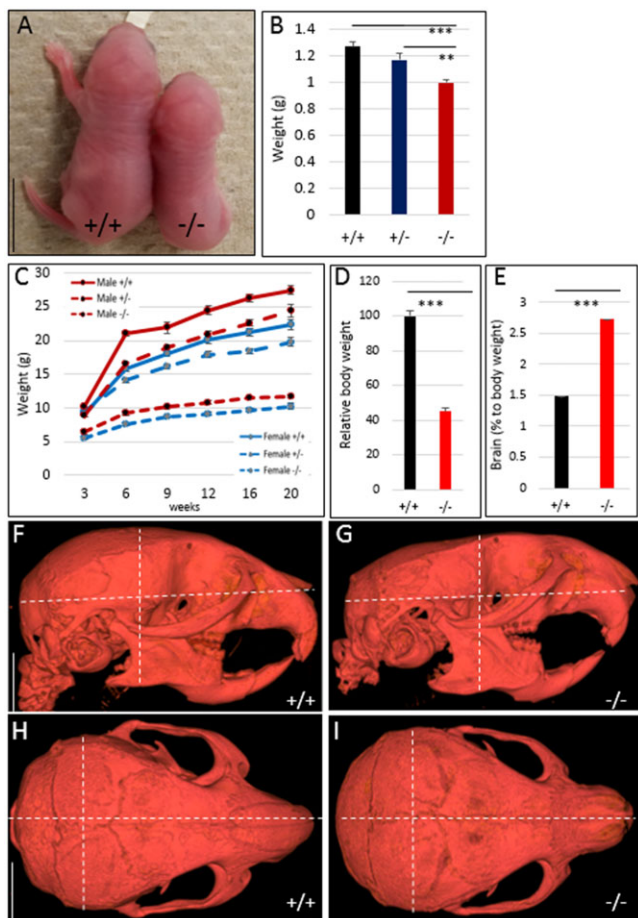 A
+/+
-/-
B
Weight (g)
1.4
1.2
1
0.8
0.6
0.4
0.2
0
***
**
+/+
+/-
-/-
C
Weight (g)
30
25
20
15
10
5
0
Male +/+
Male +/-
Male -/-
Female +/+
Female +/-
Female -/-
3 6 9 12 16 20
weeks
D
Relative body weight
120
100
80
60
40
20
0
***
+/+
-/-
E
Brain (% to body weight)
3
2.5
2
1.5
1
0.5
0
***
+/+
-/-
F
+/+
G
-/-
H
+/+
I
-/-